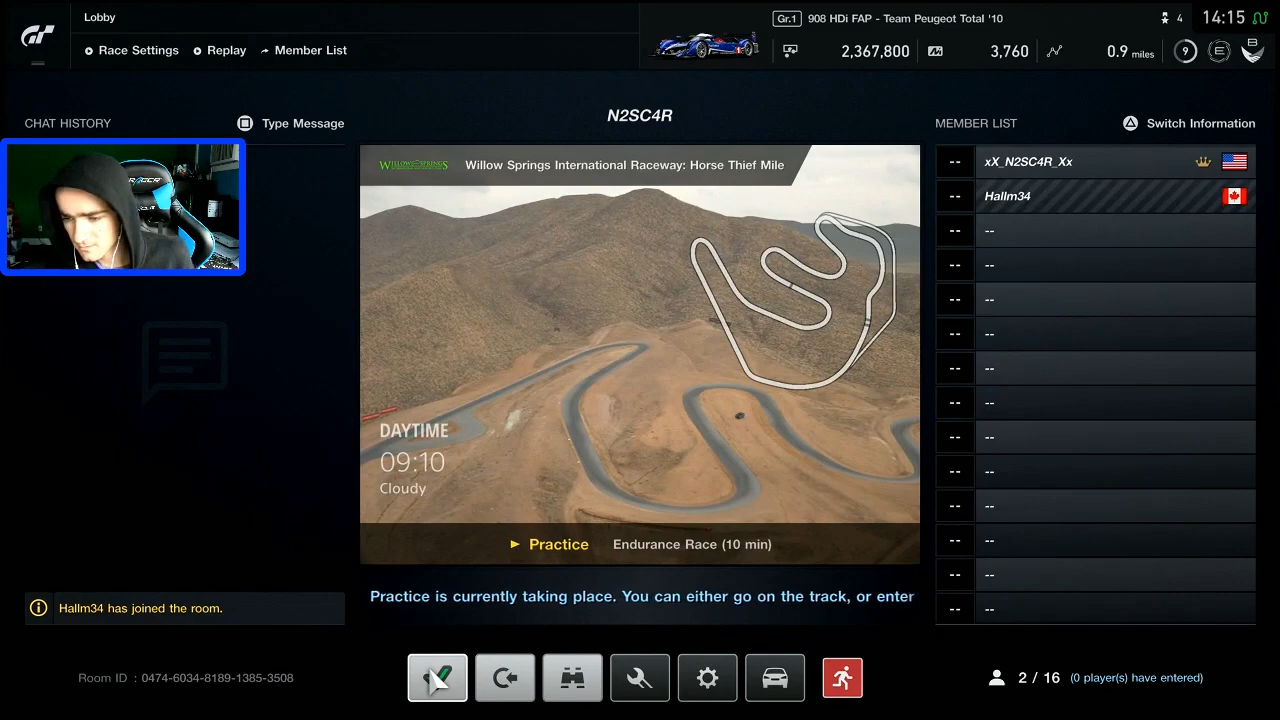 Lobby
Race Settings
Replay
Member List
Gr.1
908 HDi FAP - Team Peugeot Total '10
4
14:15
2,367,800
3,760
0.9 miles
9
E
B
CHAT HISTORY
Type Message
N2SC4R
MEMBER LIST
Switch Information
WILLOW SPRINGS
Willow Springs International Raceway: Horse Thief Mile
-- xX_N2SC4R_Xx
-- Hallm34
-- --
-- --
-- --
-- --
-- --
-- --
-- --
-- --
-- --
-- --
-- --
-- --
DAYTIME
09:10
Cloudy
Practice
Endurance Race (10 min)
Hallm34 has joined the room.
Practice is currently taking place. You can either go on the track, or enter
Room ID : 0474-6034-8189-1385-3508
2 / 16
(0 player(s) have entered)